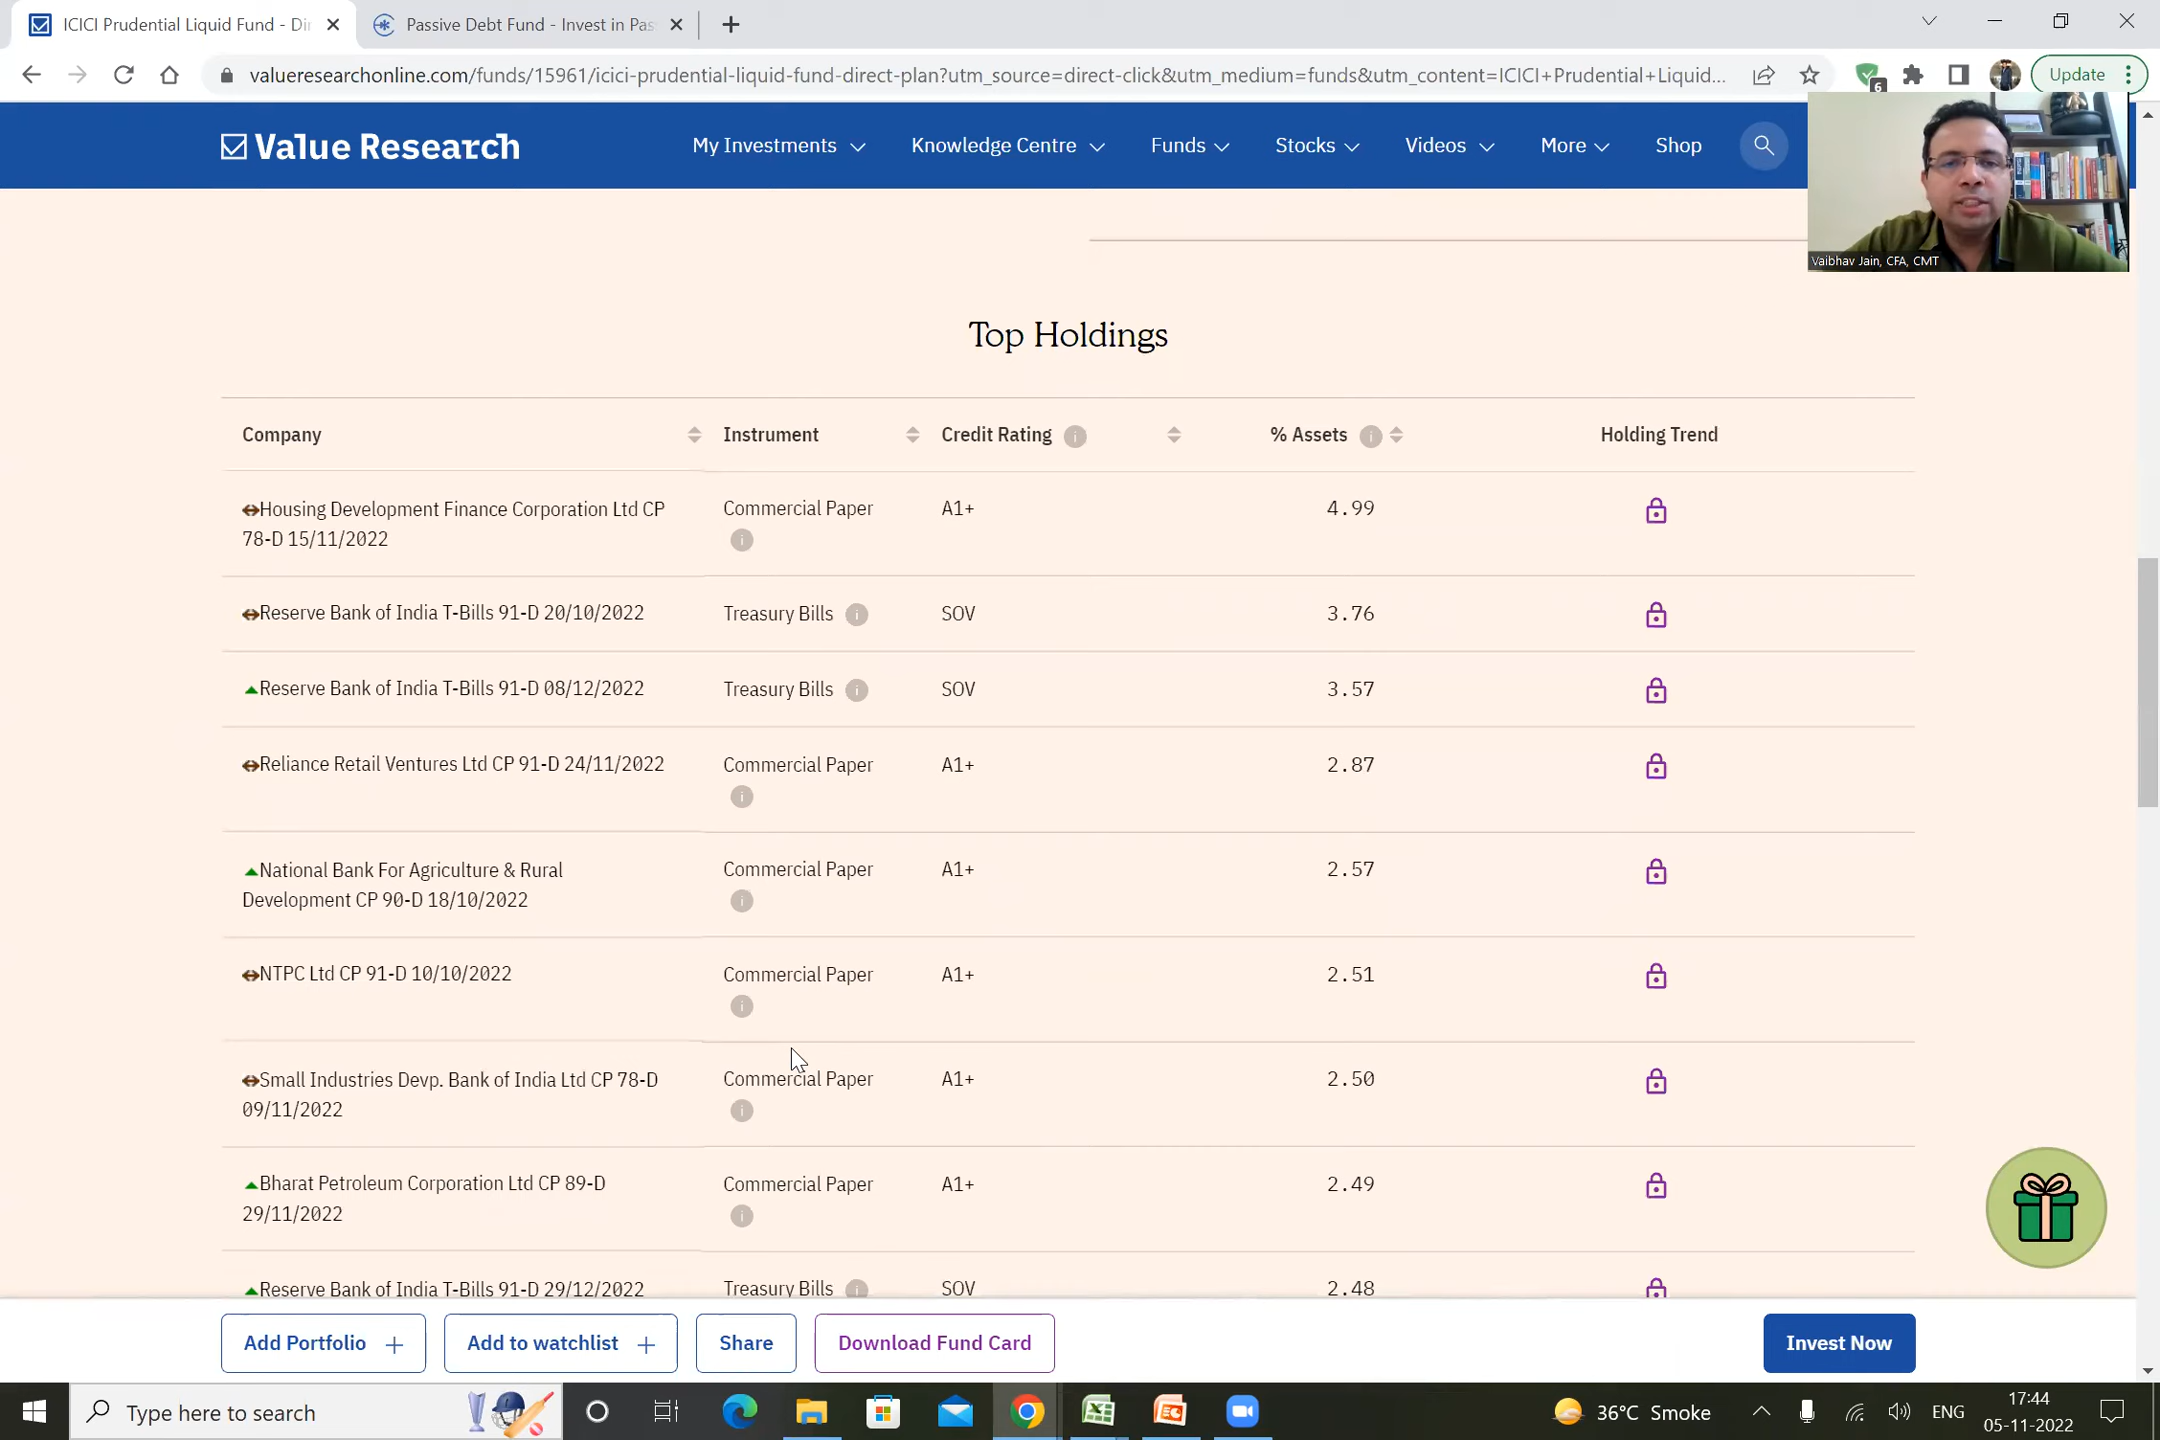 ICICI Prudential Liquid Fund - Dir
Passive Debt Fund - Invest in Pas
valueresearchonline.com/funds/15961/icici-prudential-liquid-fund-direct-plan?utm_source=direct-click&utm_medium=funds&utm_content=ICICI+Prudential+Liquid...
6
Update
Value Research
My Investments
Knowledge Centre
Funds
Stocks
Videos
More
Shop
Vaibhav Jain, CFA, CMT
Top Holdings
Company Instrument Credit Rating % Assets Holding Trend
Housing Development Finance Corporation Ltd CP Commercial Paper A1+ 4.99
78-D 15/11/2022
Reserve Bank of India T-Bills 91-D 20/10/2022 Treasury Bills SOV 3.76
Reserve Bank of India T-Bills 91-D 08/12/2022 Treasury Bills SOV 3.57
Reliance Retail Ventures Ltd CP 91-D 24/11/2022 Commercial Paper A1+ 2.87
National Bank For Agriculture & Rural Commercial Paper A1+ 2.57
Development CP 90-D 18/10/2022
NTPC Ltd CP 91-D 10/10/2022 Commercial Paper A1+ 2.51
Small Industries Devp. Bank of India Ltd CP 78-D Commercial Paper A1+ 2.50
09/11/2022
Bharat Petroleum Corporation Ltd CP 89-D Commercial Paper A1+ 2.49
29/11/2022
Reserve Bank of India T-Bills 91-D 29/12/2022 Treasury Bills SOV 2.48
Add Portfolio +
Add to watchlist +
Share
Download Fund Card
Invest Now
Type here to search
36°C Smoke
ENG
17:44
05-11-2022